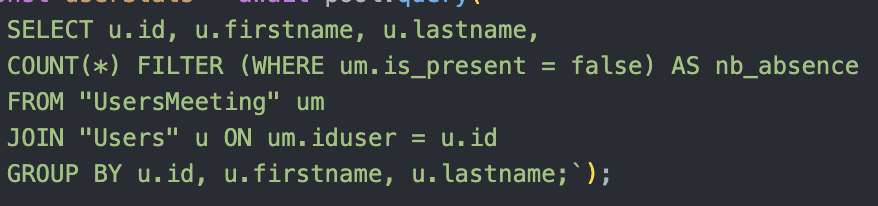 SELECT u.id, u.firstname, u.lastname,
COUNT(*) FILTER (WHERE um.is_present = false) AS nb_absence
FROM "UsersMeeting" um
JOIN "Users" u ON um.iduser = u.id
GROUP BY u.id, u.firstname, u.lastname;`);